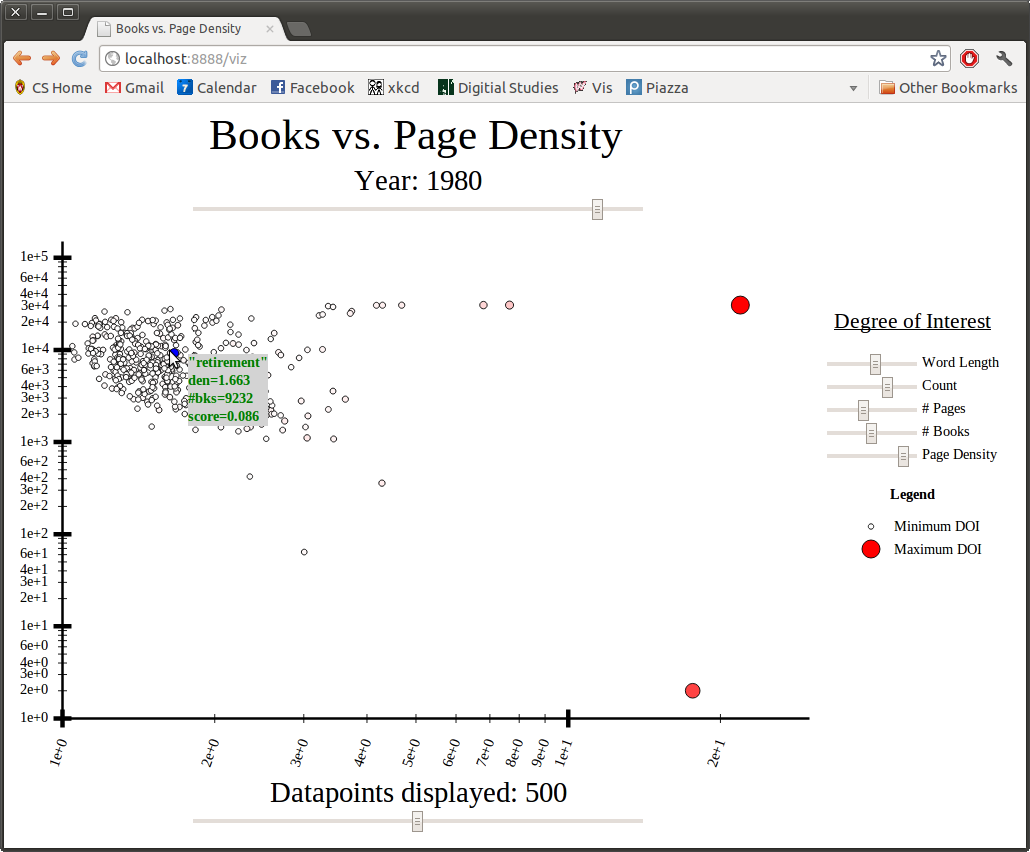 Books vs. Page Density
localhost:8888/viz
CS Home Gmail 7 Calendar Facebook xkcd Digitial Studies Vis Piazza Other Bookmarks
Books vs. Page Density
Year: 1980
1e+5
6e+4
4e+4
3e+4
2e+4
1e+4
6e+3
4e+3
3e+3
2e+3
1e+3
6e+2
4e+2
3e+2
2e+2
1e+2
6e+1
4e+1
3e+1
2e+1
1e+1
6e+0
4e+0
3e+0
2e+0
1e+0
"retirement"
den=1.663
#bks=9232
score=0.086
1e+0 2e+0 3e+0 4e+0 5e+0 6e+0 7e+0 8e+0 9e+0 1e+1 2e+1
Datapoints displayed: 500
Degree of Interest
Word Length
Count
# Pages
# Books
Page Density
Legend
Minimum DOI
Maximum DOI